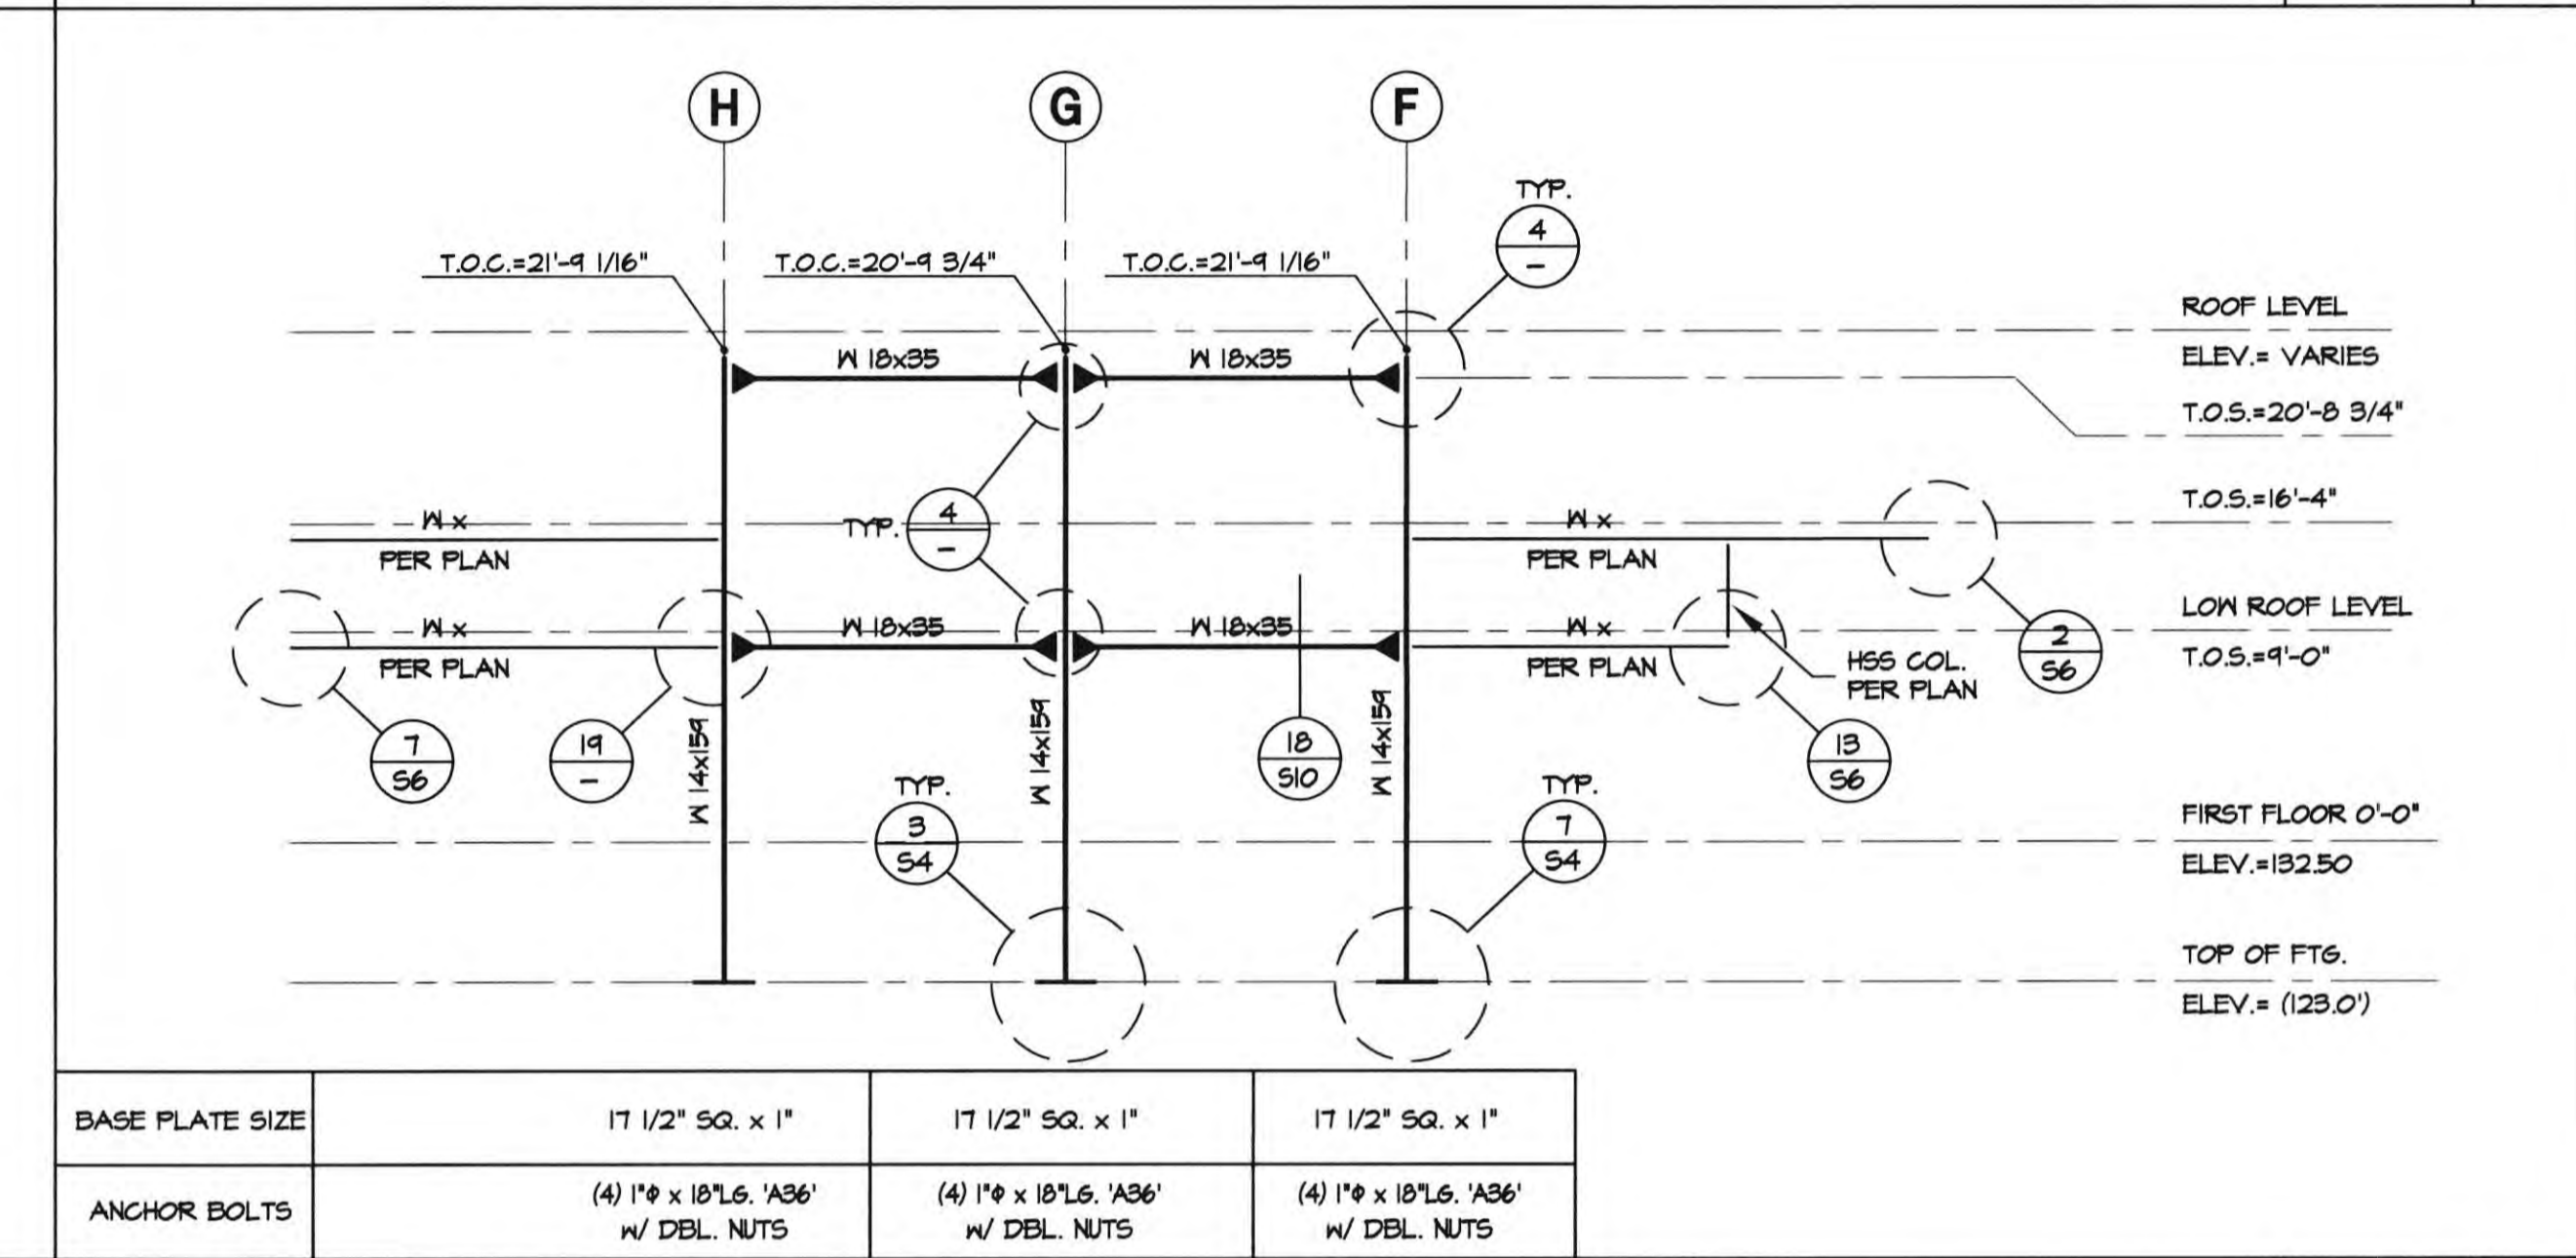 H
G
F
TYP.
4
–
T.O.C.=21'-9 1/16"
T.O.C.=20'-9 3/4"
T.O.C.=21'-9 1/16"
ROOF LEVEL
ELEV.= VARIES
W 18x35
W 18x35
T.O.S.=20'-8 3/4"
T.O.S.=16'-4"
W x
PER PLAN
TYP.
4
–
W x
PER PLAN
LOW ROOF LEVEL
T.O.S.=9'-0"
W x
PER PLAN
W 18x35
W 18x35
W x
PER PLAN
HSS COL.
PER PLAN
2
S6
7
S6
19
–
W 14x159
W 14x159
18
S10
W 14x159
13
S6
TYP.
3
S4
TYP.
7
S4
FIRST FLOOR 0'-0"
ELEV.=132.50
TOP OF FTG.
ELEV.= (123.0')
BASE PLATE SIZE
17 1/2" SQ. x 1"
17 1/2" SQ. x 1"
17 1/2" SQ. x 1"
ANCHOR BOLTS
(4) 1"Φ x 18"LG. 'A36'
W/ DBL. NUTS
(4) 1"Φ x 18"LG. 'A36'
W/ DBL. NUTS
(4) 1"Φ x 18"LG. 'A36'
W/ DBL. NUTS